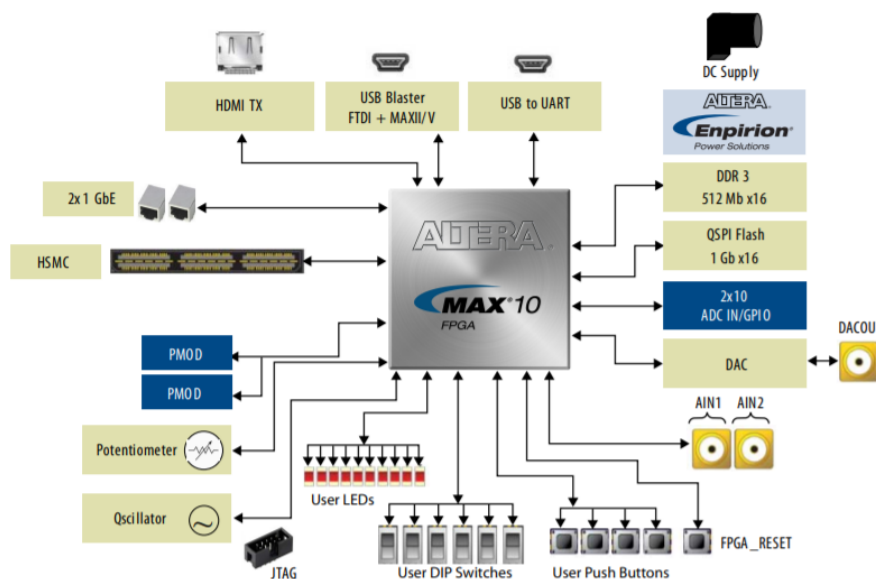 DC Supply
HDMI TX
USB Blaster
FTDI + MAXII/V
USB to UART
ALTERA®
Enpirion®
Power Solutions
2x 1 GbE
DDR 3
512 Mb x16
HSMC
ALTERA®
MAX® 10
FPGA
QSPI Flash
1 Gb x16
2x10
ADC IN/GPIO
DACOU
PMOD
DAC
PMOD
AIN1 AIN2
Potentiometer
User LEDs
Qscillator
JTAG
User DIP Switches
User Push Buttons
FPGA_RESET